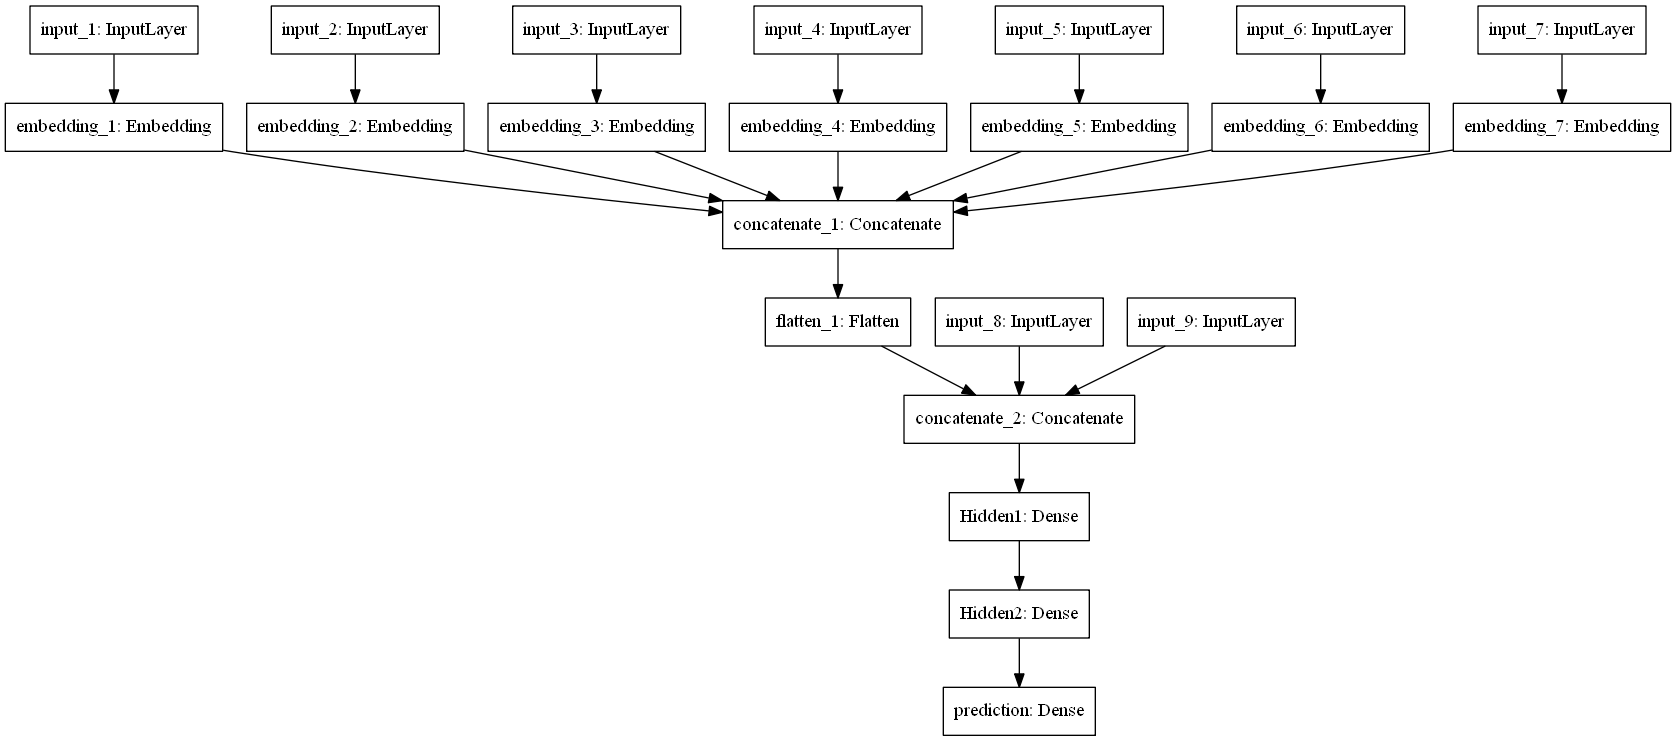 input_1: InputLayer
input_2: InputLayer
input_3: InputLayer
input_4: InputLayer
input_5: InputLayer
input_6: InputLayer
input_7: InputLayer
embedding_1: Embedding
embedding_2: Embedding
embedding_3: Embedding
embedding_4: Embedding
embedding_5: Embedding
embedding_6: Embedding
embedding_7: Embedding
concatenate_1: Concatenate
flatten_1: Flatten
input_8: InputLayer
input_9: InputLayer
concatenate_2: Concatenate
Hidden1: Dense
Hidden2: Dense
prediction: Dense